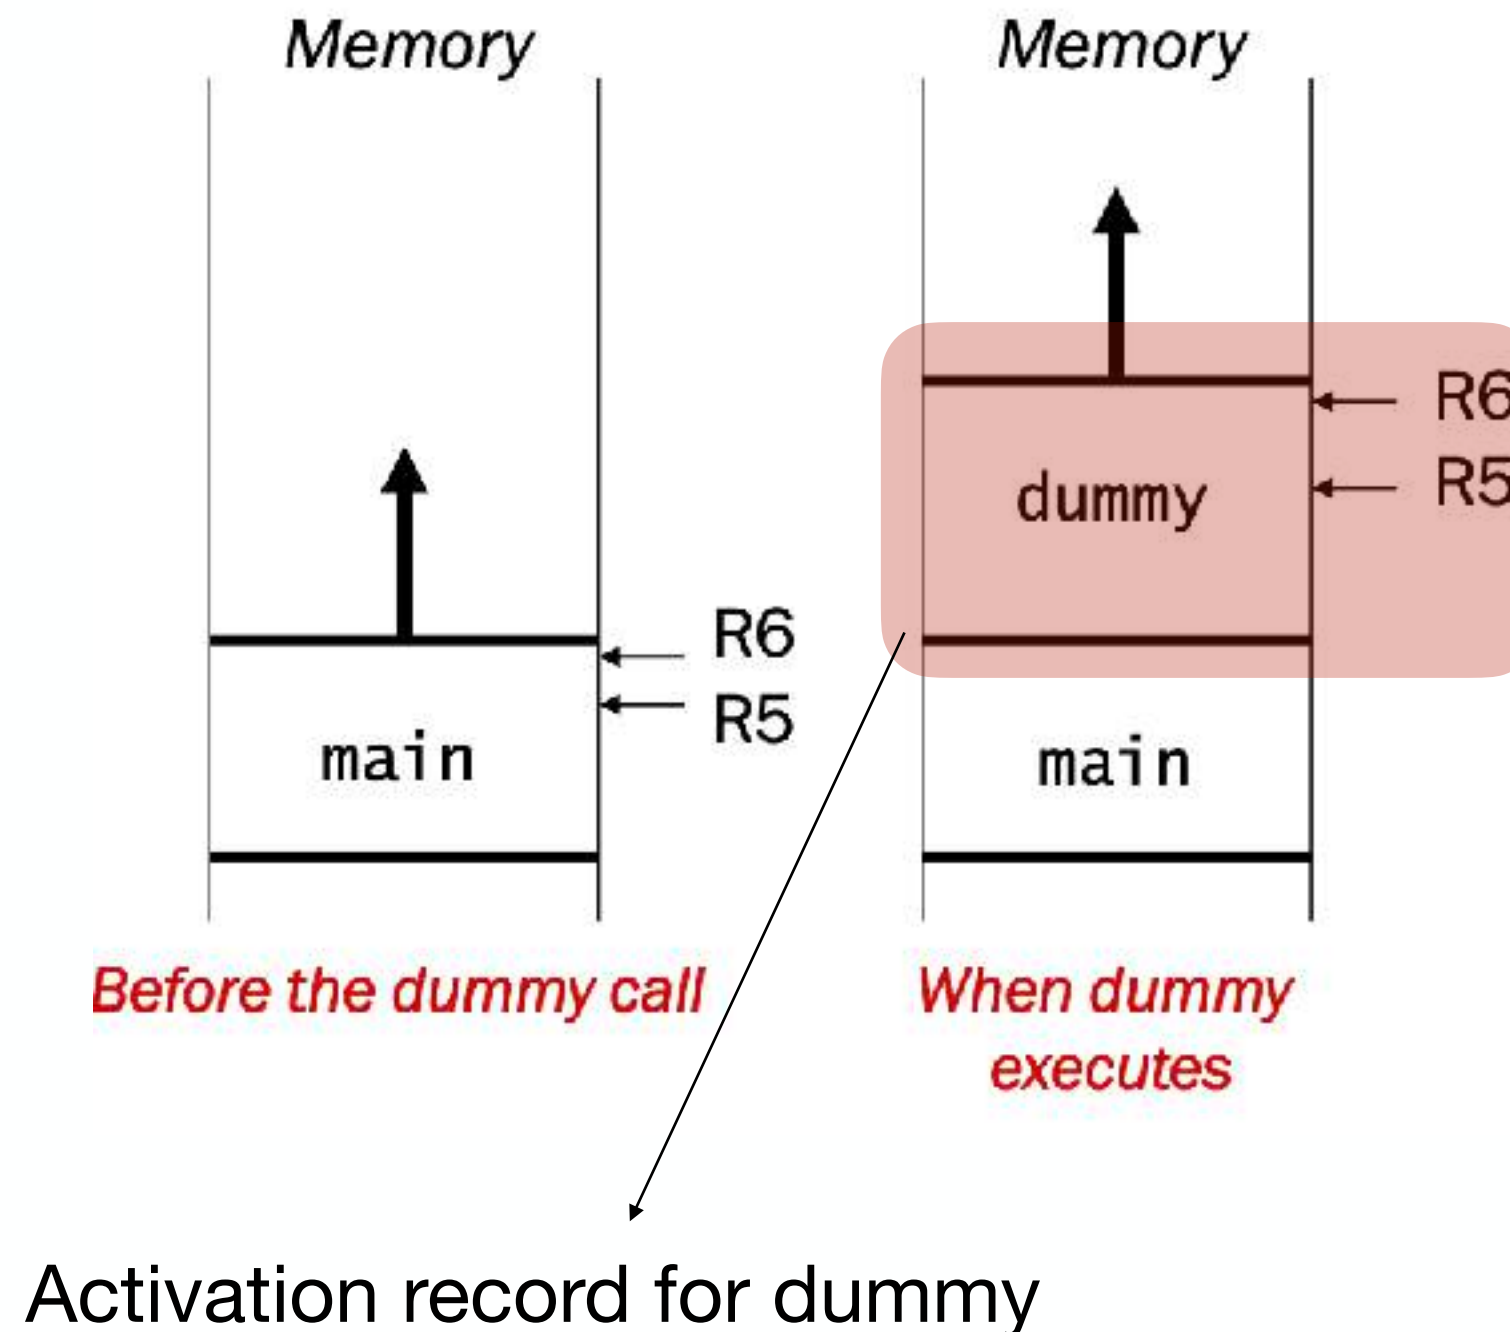 Memory
Memory
R6
R5
dummy
R6
R5
main
main
Before the dummy call
When dummy
executes
Activation record for dummy